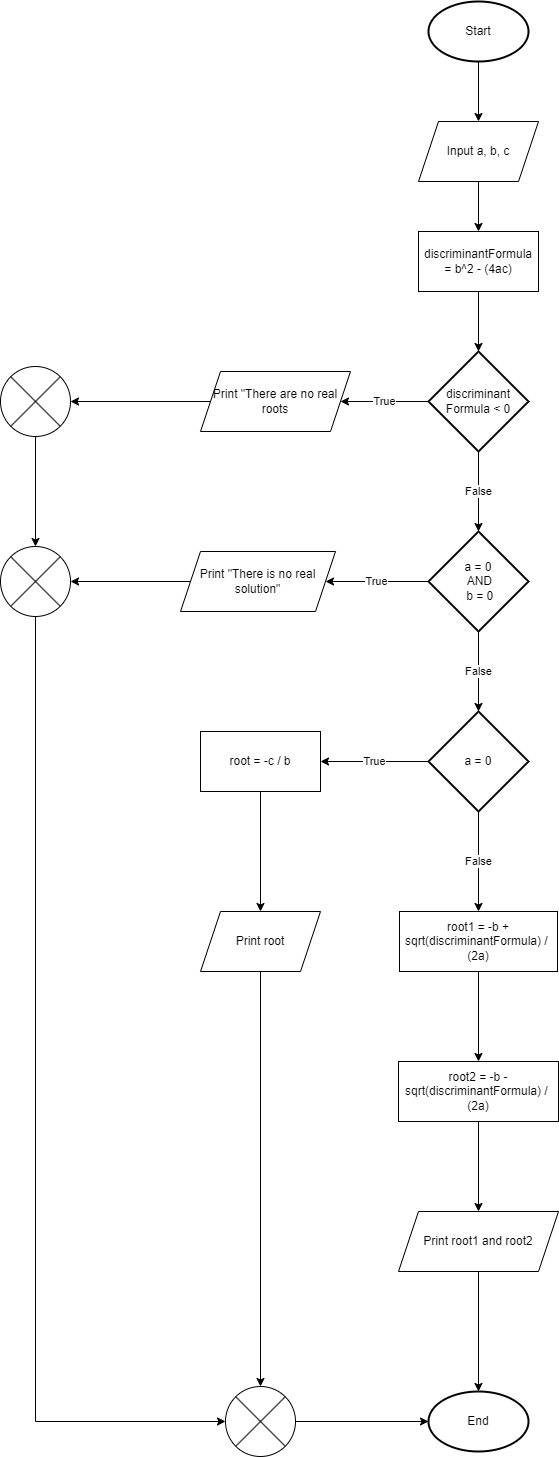 Start
Input a, b, c
discriminantFormula
= b^2 - (4ac)
Print "There are no real
roots
True
discriminant
Formula < 0
False
Print "There is no real
solution"
True
a = 0
AND
b = 0
False
root = -c / b
True
a = 0
False
Print root
root1 = -b +
sqrt(discriminantFormula) /
(2a)
root2 = -b -
sqrt(discriminantFormula) /
(2a)
Print root1 and root2
End